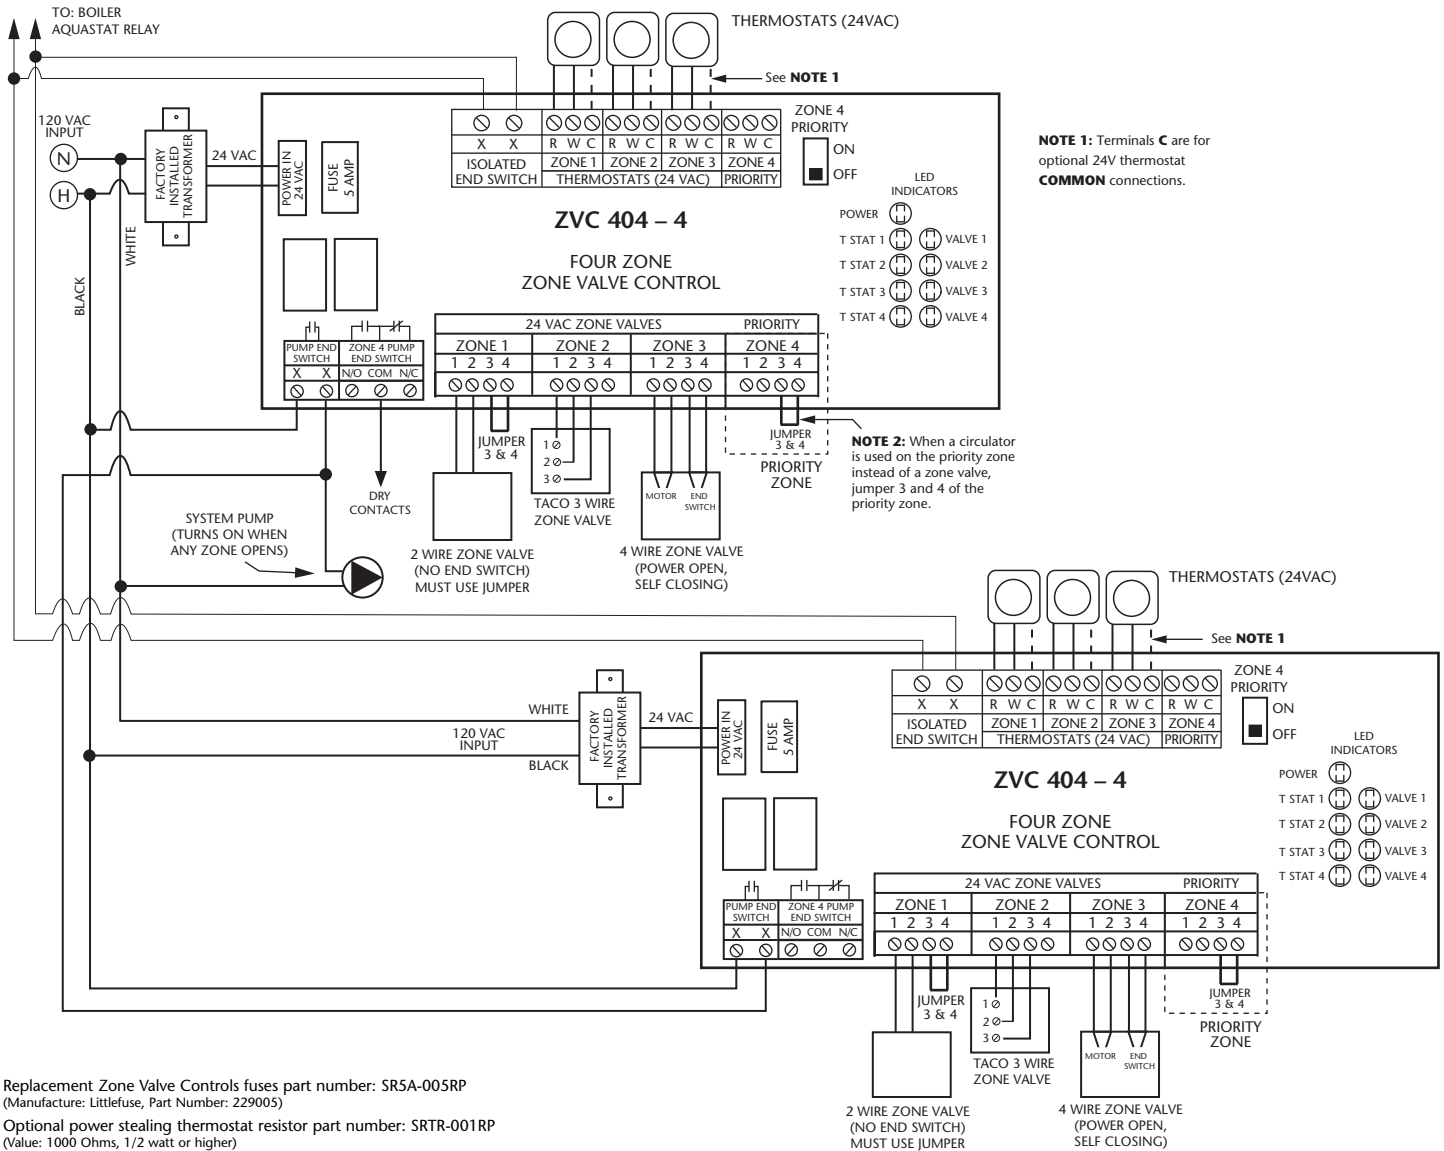 TO: BOILER
AQUASTAT RELAY
THERMOSTATS (24VAC)
See NOTE 1
120 VAC
INPUT
N
H
FACTORY
INSTALLED
TRANSFORMER
24 VAC
WHITE
BLACK
POWER IN
24 VAC
FUSE
5 AMP
X X
R W C R W C R W C R W C
ISOLATED
END SWITCH
ZONE 1 ZONE 2 ZONE 3 ZONE 4
THERMOSTATS (24 VAC) PRIORITY
ZONE 4
PRIORITY
ON
OFF
NOTE 1: Terminals C are for
optional 24V thermostat
COMMON connections.
LED
INDICATORS
POWER
T STAT 1 VALVE 1
T STAT 2 VALVE 2
T STAT 3 VALVE 3
T STAT 4 VALVE 4
ZVC 404 – 4
FOUR ZONE
ZONE VALVE CONTROL
PUMP END
SWITCH
X X
ZONE 4 PUMP
END SWITCH
N/O COM N/C
24 VAC ZONE VALVES PRIORITY
ZONE 1 ZONE 2 ZONE 3 ZONE 4
1 2 3 4 1 2 3 4 1 2 3 4 1 2 3 4
JUMPER
3 & 4
1
2
3
MOTOR
END
SWITCH
JUMPER
3 & 4
PRIORITY
ZONE
NOTE 2: When a circulator
is used on the priority zone
instead of a zone valve,
jumper 3 and 4 of the
priority zone.
DRY
CONTACTS
SYSTEM PUMP
(TURNS ON WHEN
ANY ZONE OPENS)
2 WIRE ZONE VALVE
(NO END SWITCH)
MUST USE JUMPER
TACO 3 WIRE
ZONE VALVE
4 WIRE ZONE VALVE
(POWER OPEN,
SELF CLOSING)
THERMOSTATS (24VAC)
See NOTE 1
WHITE
120 VAC
INPUT
BLACK
FACTORY
INSTALLED
TRANSFORMER
24 VAC
POWER IN
24 VAC
FUSE
5 AMP
X X
R W C R W C R W C R W C
ISOLATED
END SWITCH
ZONE 1 ZONE 2 ZONE 3 ZONE 4
THERMOSTATS (24 VAC) PRIORITY
ZONE 4
PRIORITY
ON
OFF
LED
INDICATORS
POWER
T STAT 1 VALVE 1
T STAT 2 VALVE 2
T STAT 3 VALVE 3
T STAT 4 VALVE 4
ZVC 404 – 4
FOUR ZONE
ZONE VALVE CONTROL
PUMP END
SWITCH
X X
ZONE 4 PUMP
END SWITCH
N/O COM N/C
24 VAC ZONE VALVES PRIORITY
ZONE 1 ZONE 2 ZONE 3 ZONE 4
1 2 3 4 1 2 3 4 1 2 3 4 1 2 3 4
JUMPER
3 & 4
1
2
3
MOTOR
END
SWITCH
JUMPER
3 & 4
PRIORITY
ZONE
2 WIRE ZONE VALVE
(NO END SWITCH)
MUST USE JUMPER
TACO 3 WIRE
ZONE VALVE
4 WIRE ZONE VALVE
(POWER OPEN,
SELF CLOSING)
Replacement Zone Valve Controls fuses part number: SR5A-005RP
(Manufacture: Littlefuse, Part Number: 229005)
Optional power stealing thermostat resistor part number: SRTR-001RP
(Value: 1000 Ohms, 1/2 watt or higher)